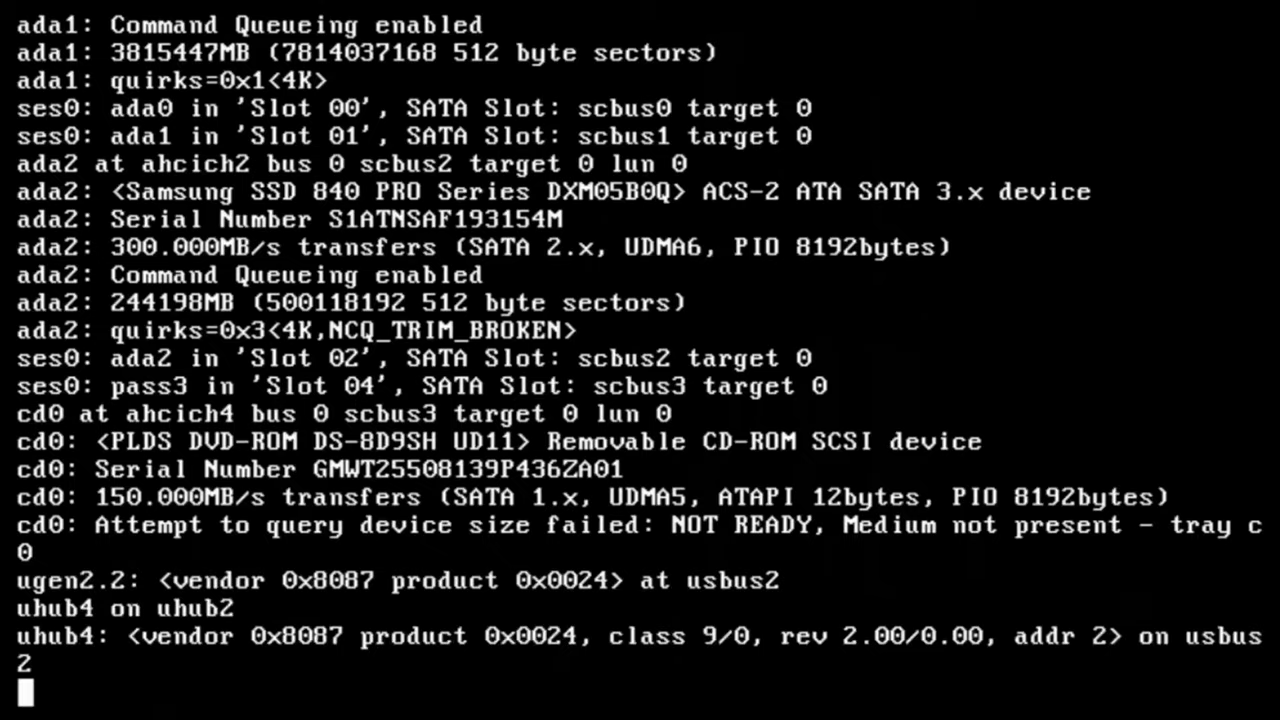 ada1: Command Queueing enabled
ada1: 3815447MB (7814037168 512 byte sectors)
ada1: quirks=0x1<4K>
ses0: ada0 in 'Slot 00', SATA Slot: scbus0 target 0
ses0: ada1 in 'Slot 01', SATA Slot: scbus1 target 0
ada2 at ahcich2 bus 0 scbus2 target 0 lun 0
ada2: <Samsung SSD 840 PRO Series DXM05B0Q> ACS-2 ATA SATA 3.x device
ada2: Serial Number S1ATNSAF193154M
ada2: 300.000MB/s transfers (SATA 2.x, UDMA6, PIO 8192bytes)
ada2: Command Queueing enabled
ada2: 244198MB (500118192 512 byte sectors)
ada2: quirks=0x3<4K,NCQ_TRIM_BROKEN>
ses0: ada2 in 'Slot 02', SATA Slot: scbus2 target 0
ses0: pass3 in 'Slot 04', SATA Slot: scbus3 target 0
cd0 at ahcich4 bus 0 scbus3 target 0 lun 0
cd0: <PLDS DVD-ROM DS-8D9SH UD11> Removable CD-ROM SCSI device
cd0: Serial Number GMWT25508139P436ZA01
cd0: 150.000MB/s transfers (SATA 1.x, UDMA5, ATAPI 12bytes, PIO 8192bytes)
cd0: Attempt to query device size failed: NOT READY, Medium not present - tray c
0
ugen2.2: <vendor 0x8087 product 0x0024> at usbus2
uhub4 on uhub2
uhub4: <vendor 0x8087 product 0x0024, class 9/0, rev 2.00/0.00, addr 2> on usbus
2